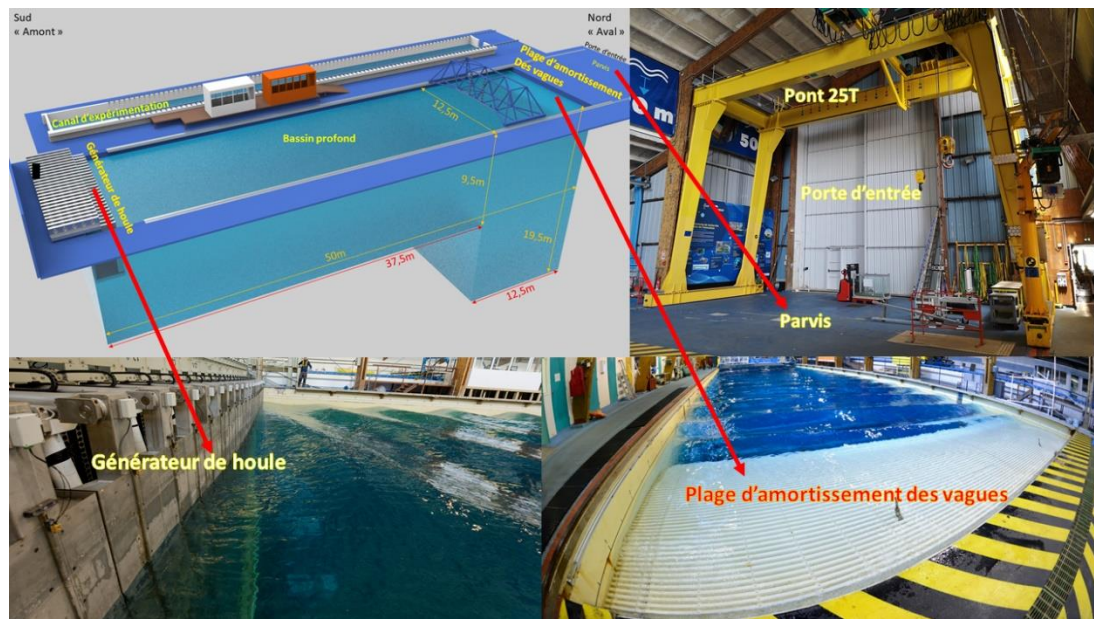 Sud
« Amont »
Nord
« Aval »
Porte d'entrée
Parvis
Plage d'amortissement
Des vagues
Canal d'expérimentation
Bassin profond
Générateur de houle
12,5m
9,5m
19,5m
50m
37,5m
12,5m
0 m
50
Pont 25T
Porte d'entrée
Parvis
Générateur de houle
Plage d'amortissement des vagues